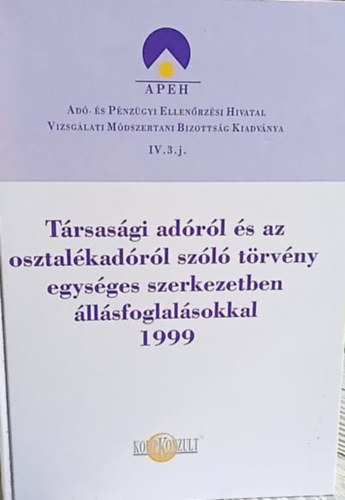 APEH
ADÓ- ÉS PÉNZÜGYI ELLENŐRZÉSI HIVATAL
VIZSGÁLATI MÓDSZERTANI BIZOTTSÁG KIADVÁNYA
IV.3.j.
Társasági adóról és az
osztalékadóról szóló törvény
egységes szerkezetben
állásfoglalásokkal
1999
KOMPKONZULT